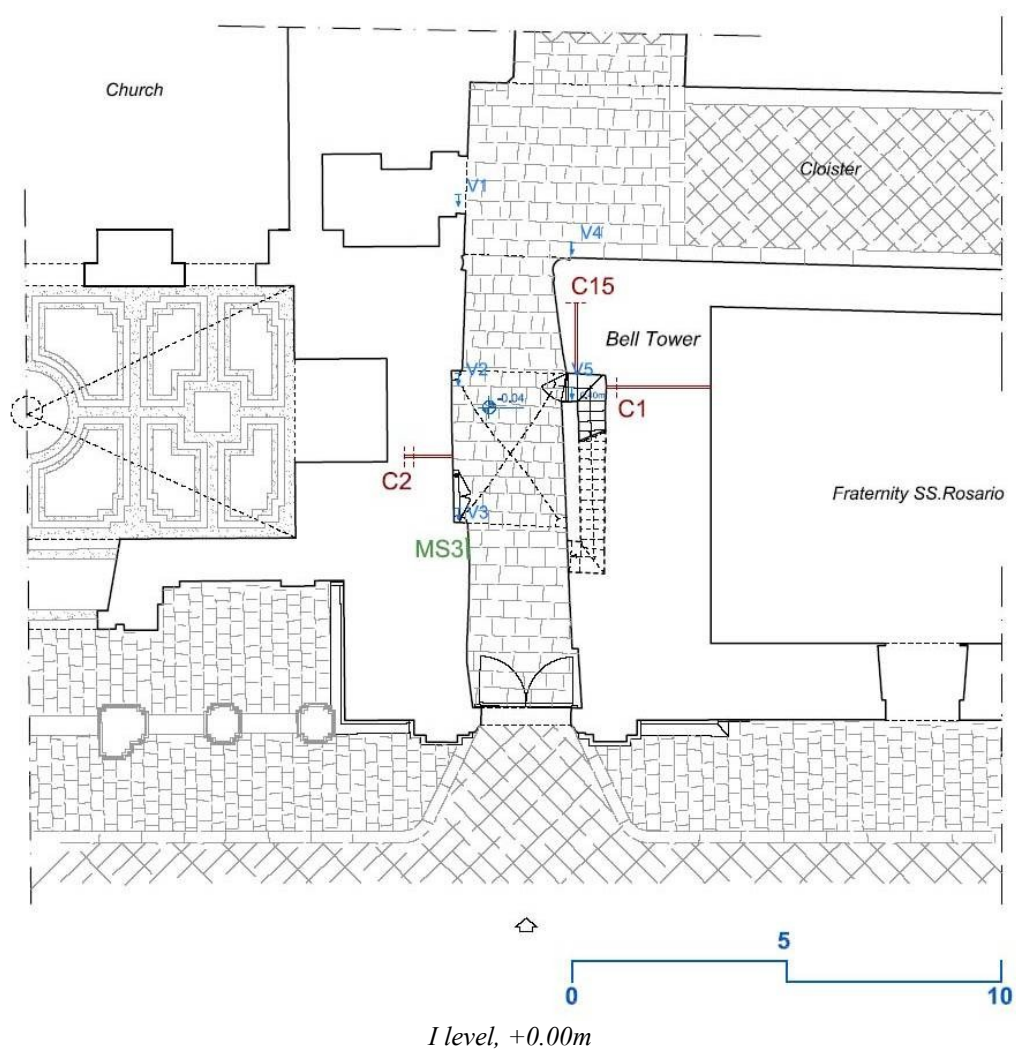 Church
Cloister
V1
V4
C15
Bell Tower
V2
V5
-0.04
C1
C2
Fraternity SS.Rosario
V3
MS3
5
0
10
I level, +0.00m